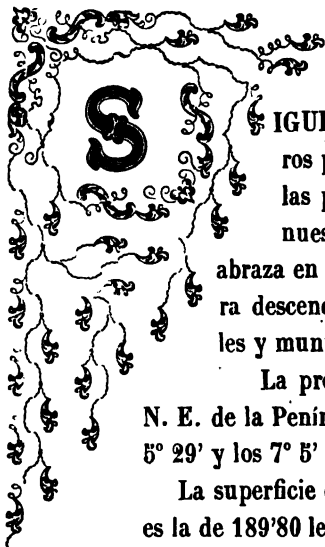 SIGUI
ros p
las p
nues
abraza en
ra descend
les y muni
La pro
N. E. de la Penín
5º 29' y los 7º 5'
La superficie
es la de 189'80 le